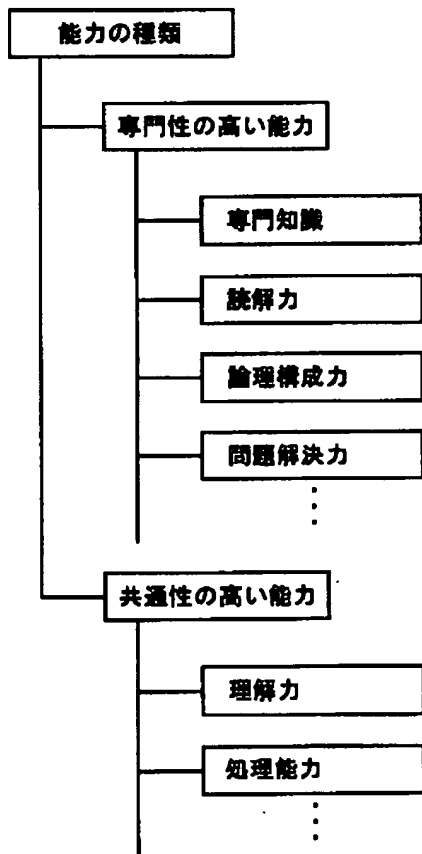 能力の種類
専門性の高い能力
専門知識
読解力
論理構成力
問題解決力
共通性の高い能力
理解力
処理能力